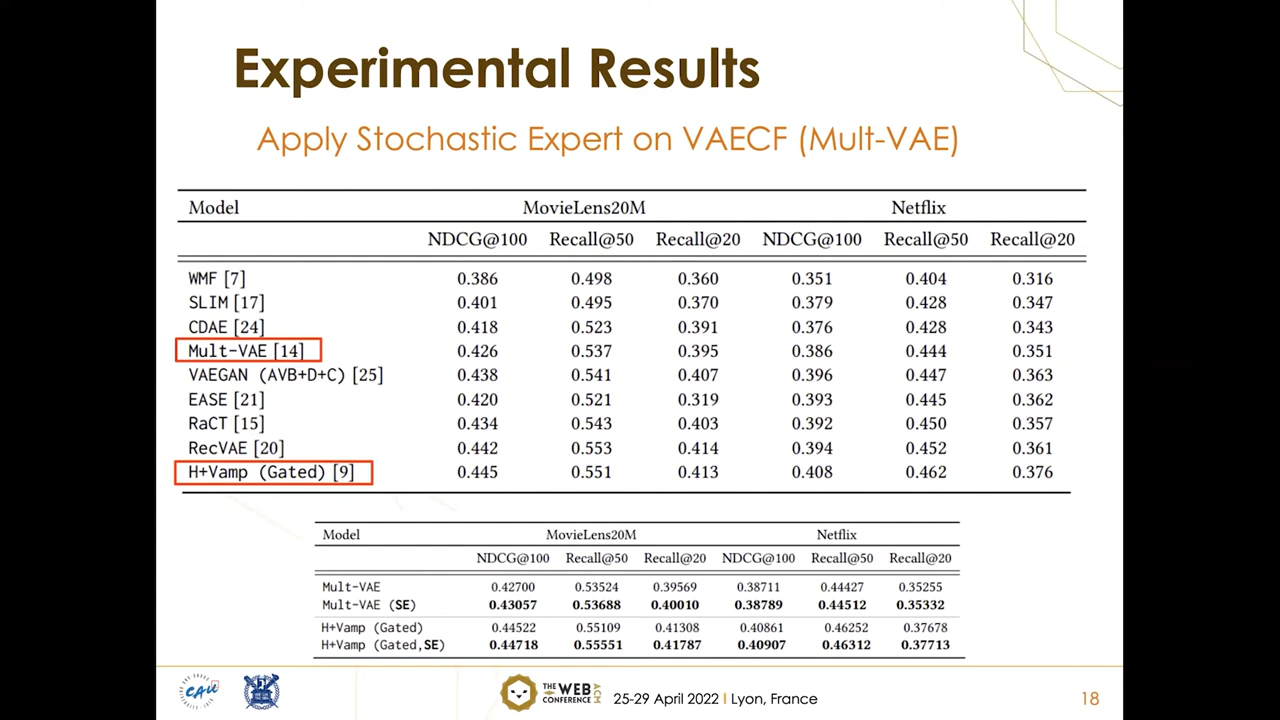 Experimental Results
Apply Stochastic Expert on VAECF (Mult-VAE)
Model MovieLens20M Netflix
NDCG@100 Recall@50 Recall@20 NDCG@100 Recall@50 Recall@20
WMF [7] 0.386 0.498 0.360 0.351 0.404 0.316
SLIM [17] 0.401 0.495 0.370 0.379 0.428 0.347
CDAE [24] 0.418 0.523 0.391 0.376 0.428 0.343
Mult-VAE [14] 0.426 0.537 0.395 0.386 0.444 0.351
VAEGAN (AVB+D+C) [25] 0.438 0.541 0.407 0.396 0.447 0.363
EASE [21] 0.420 0.521 0.319 0.393 0.445 0.362
RaCT [15] 0.434 0.543 0.403 0.392 0.450 0.357
RecVAE [20] 0.442 0.553 0.414 0.394 0.452 0.361
H+Vamp (Gated) [9] 0.445 0.551 0.413 0.408 0.462 0.376
Model MovieLens20M Netflix
NDCG@100 Recall@50 Recall@20 NDCG@100 Recall@50 Recall@20
Mult-VAE 0.42700 0.53524 0.39569 0.38711 0.44427 0.35255
Mult-VAE (SE) 0.43057 0.53688 0.40010 0.38789 0.44512 0.35332
H+Vamp (Gated) 0.44522 0.55109 0.41308 0.40861 0.46252 0.37678
H+Vamp (Gated,SE) 0.44718 0.55551 0.41787 0.40907 0.46312 0.37713
CAU
THE WEB CONFERENCE ACM
25-29 April 2022 I Lyon, France
18